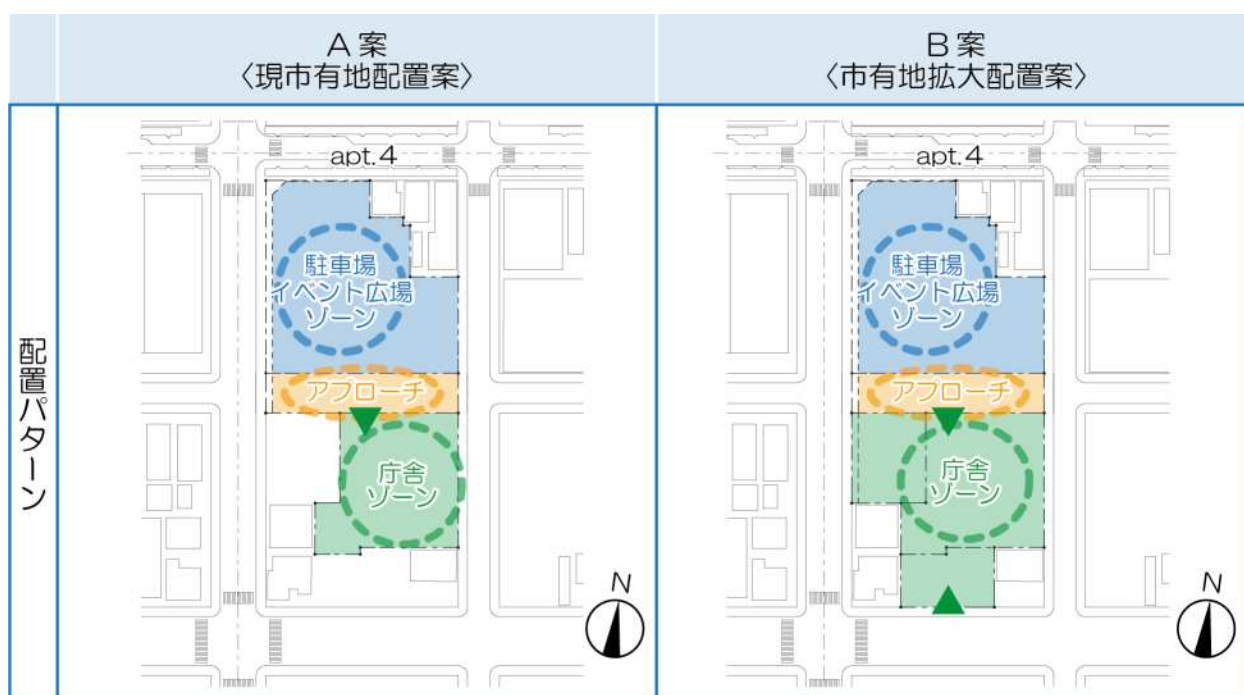 A案
〈現市有地配置案〉
B案
〈市有地拡大配置案〉
配置パターン
apt.4
駐車場
イベント広場
ゾーン
アプローチ
庁舎
ゾーン
N
apt.4
駐車場
イベント広場
ゾーン
アプローチ
庁舎
ゾーン
N